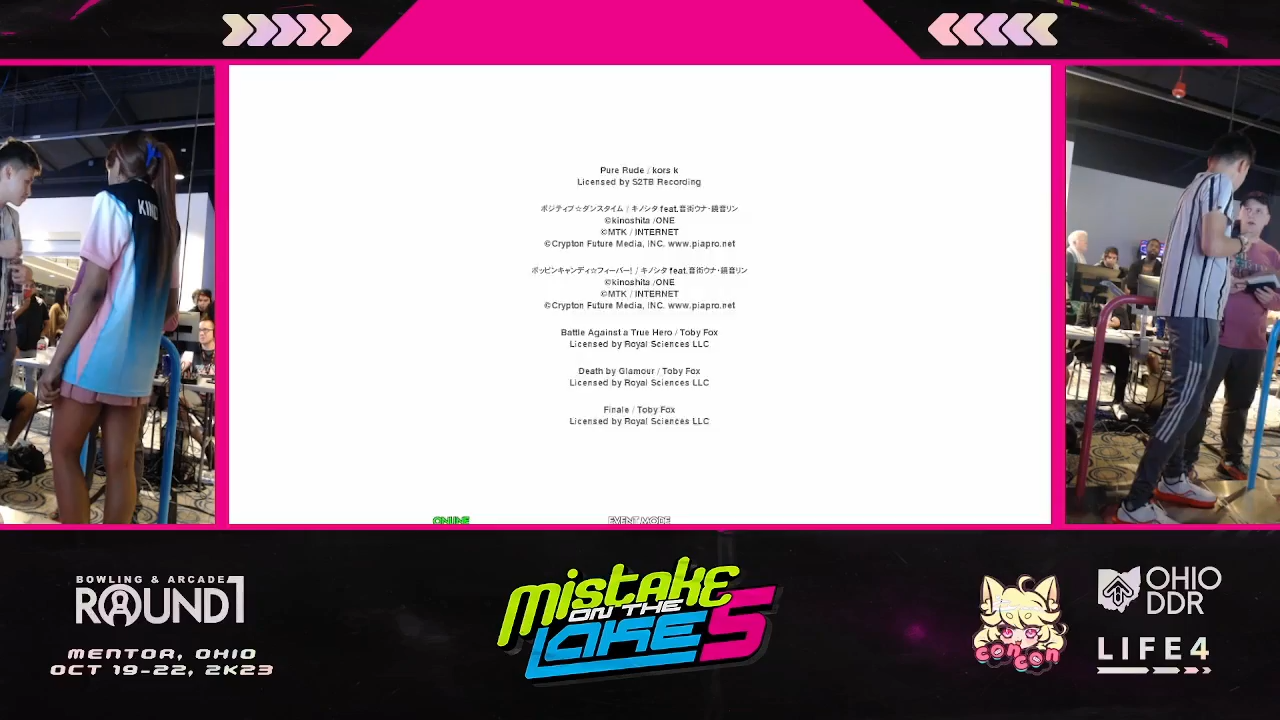 KIN
Pure Rude / kors k
Licensed by S2TB Recording
ポジティブ☆ダンスタイム / キノシタ feat.音街ウナ・鏡音リン
©kinoshita /ONE
©MTK / INTERNET
©Crypton Future Media, INC. www.piapro.net
ポッピンキャンディ☆フィーバー! / キノシタ feat.音街ウナ・鏡音リン
©kinoshita /ONE
©MTK / INTERNET
©Crypton Future Media, INC. www.piapro.net
Battle Against a True Hero / Toby Fox
Licensed by Royal Sciences LLC
Death by Glamour / Toby Fox
Licensed by Royal Sciences LLC
Finale / Toby Fox
Licensed by Royal Sciences LLC
ONLINE
EVENT MODE
BOWLING & ARCADE
ROUND1
MENTOR, OHIO
OCT 19-22, 2K23
Mistake
ON THE
LAKE 5
concon
OHIO
DDR
LIFE4